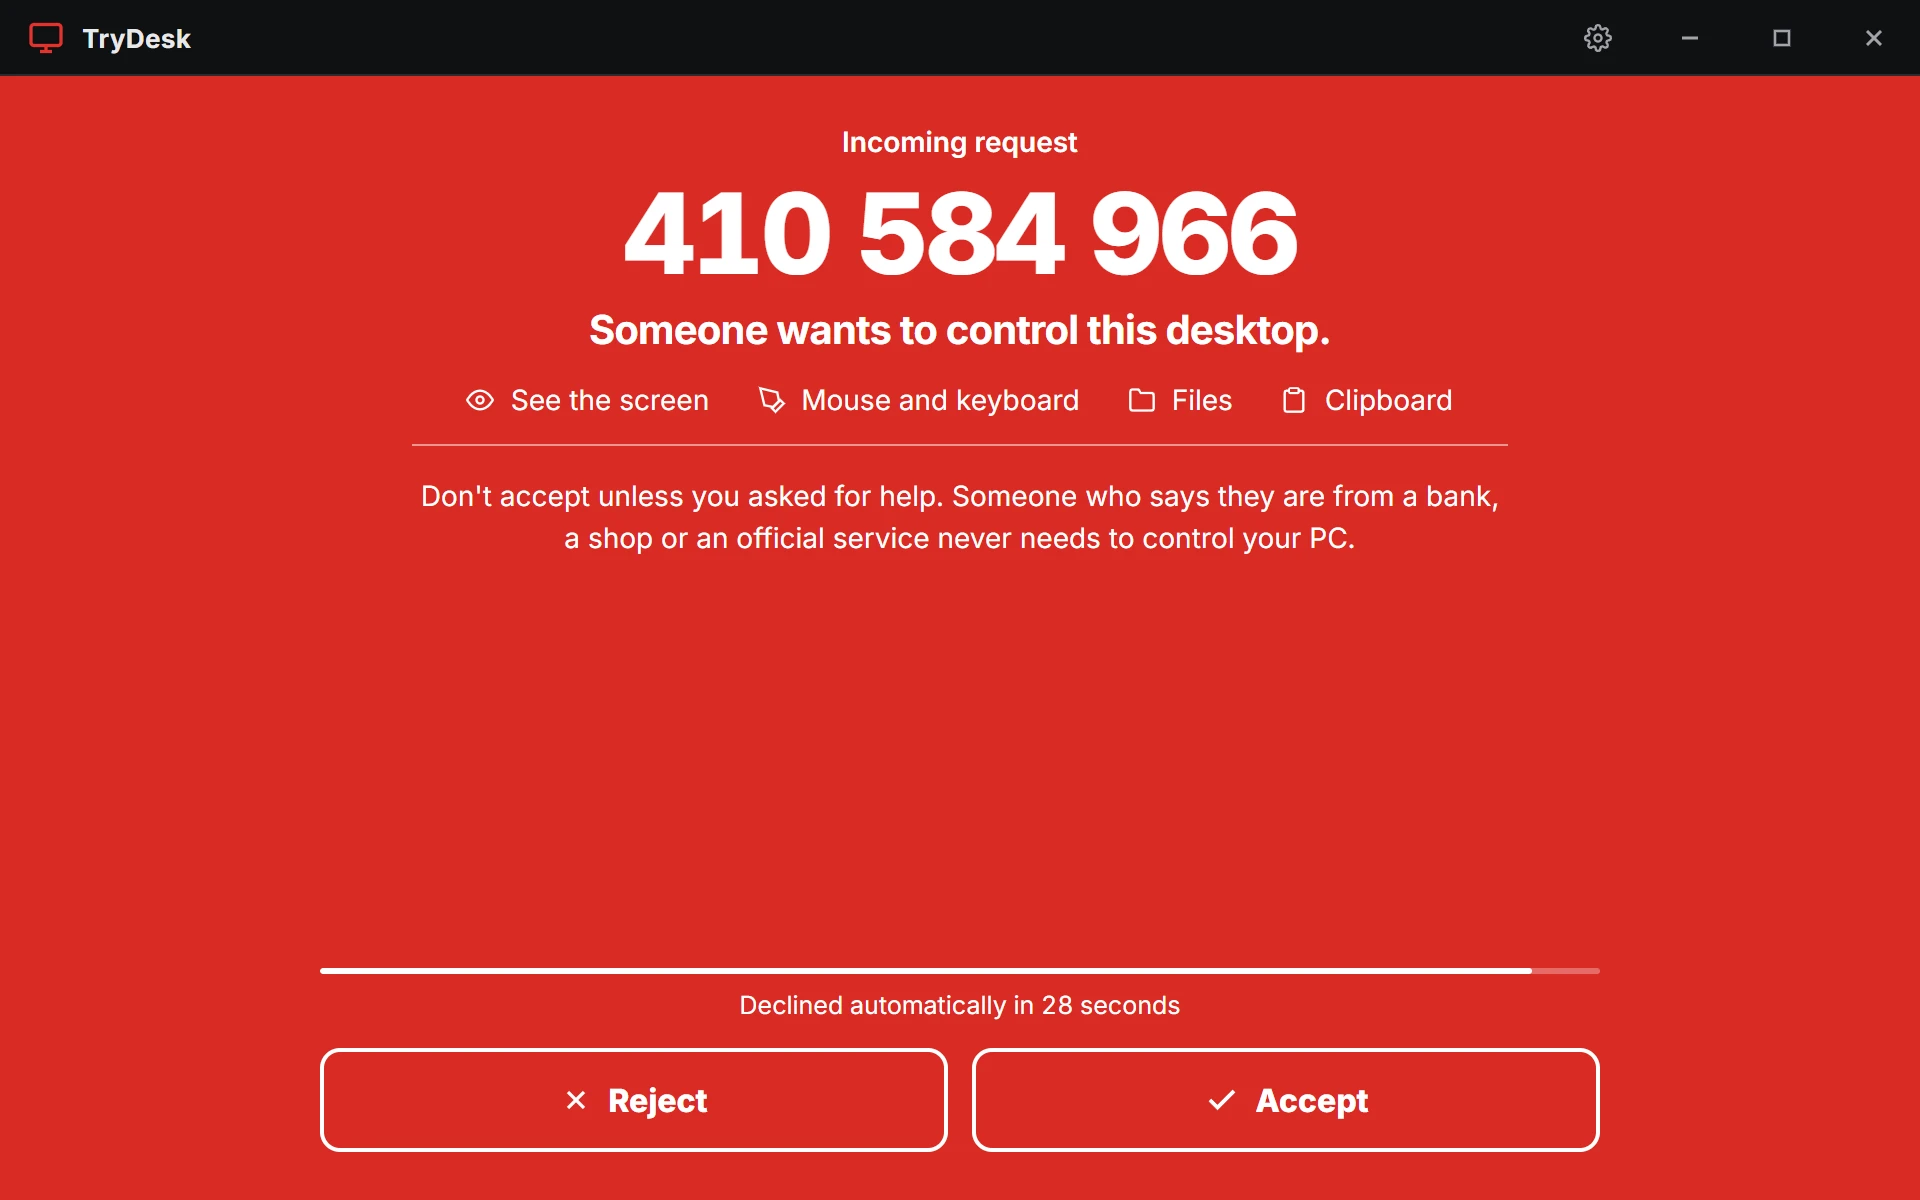 TryDesk
Incoming request
410 584 966
Someone wants to control this desktop.
See the screen Mouse and keyboard Files Clipboard
Don't accept unless you asked for help. Someone who says they are from a bank,
a shop or an official service never needs to control your PC.
Declined automatically in 28 seconds
Reject Accept